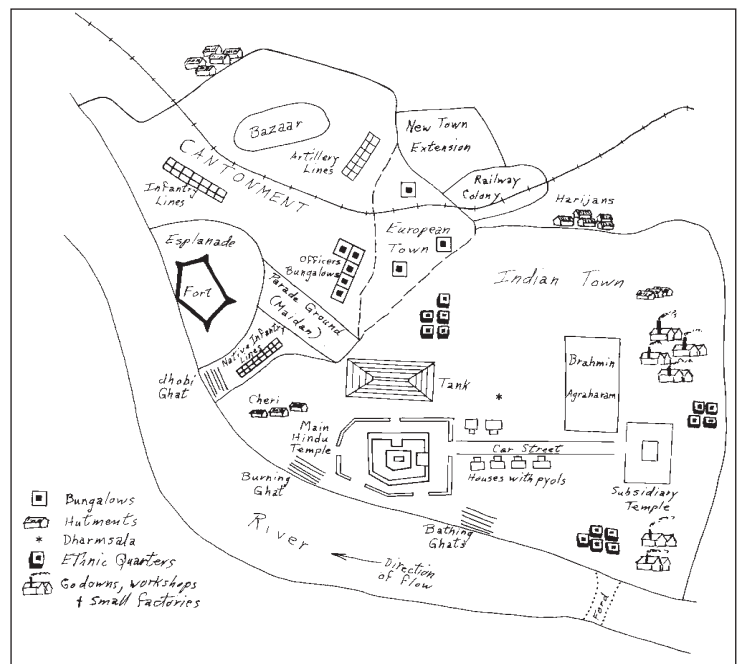 Bazaar
CANTONMENT
Artillery
Lines
Infantry
Lines
New Town
Extension
Railway
Colony
Harijans
European
Town
Esplanade
Fort
Officers
Bungalows
Parade Ground
(Maidan)
Native Infantry
Lines
Indian Town
dhobi
Ghat
Cheri
Tank
Brahmin
Agraharam
Main
Hindu
Temple
Car Street
Houses with pyols
Subsidiary
Temple
Burning
Ghat
Bathing
Ghats
River
Direction
of flow
Ford
Bungalows
Hutments
* Dharmsala
Ethnic Quarters
Godowns, workshops
+ small factories